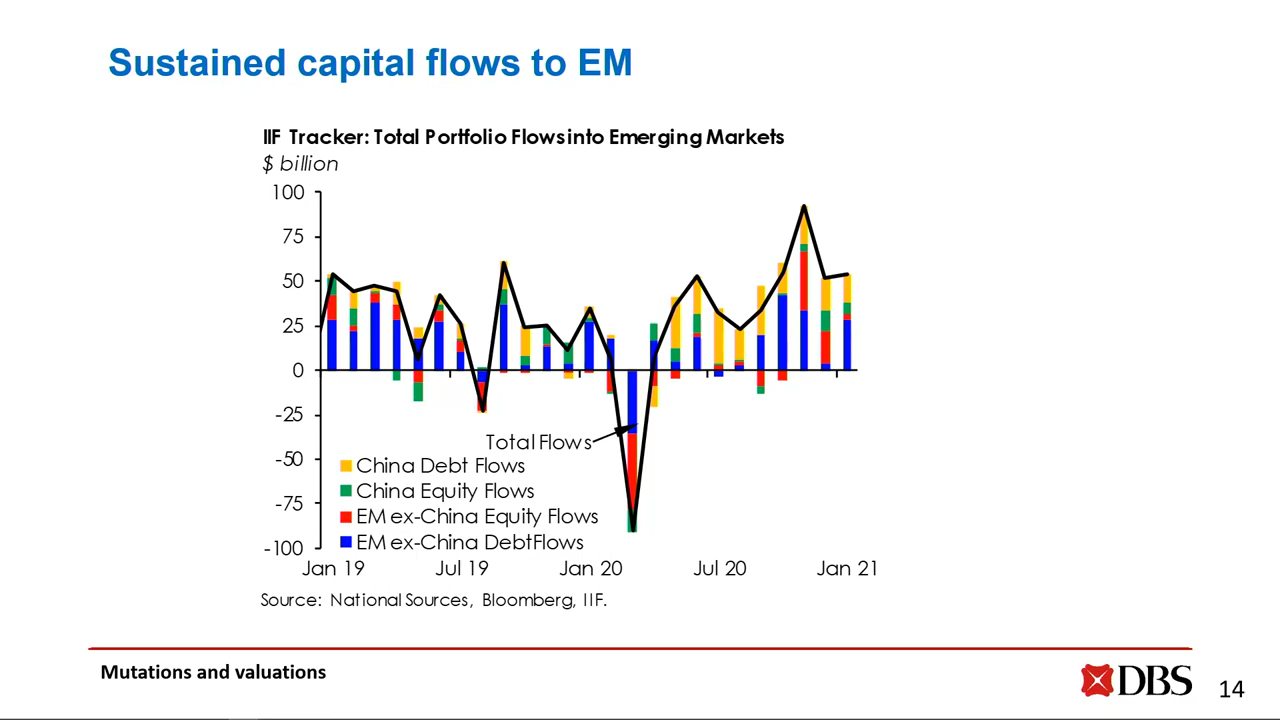 Sustained capital flows to EM
IIF Tracker: Total Portfolio Flows into Emerging Markets
$ billion
100
75
50
25
0
-25
-50
-75
-100
Total Flows
China Debt Flows
China Equity Flows
EM ex-China Equity Flows
EM ex-China DebtFlows
Jan 19 Jul 19 Jan 20 Jul 20 Jan 21
Source: National Sources, Bloomberg, IIF.
Mutations and valuations
DBS
14